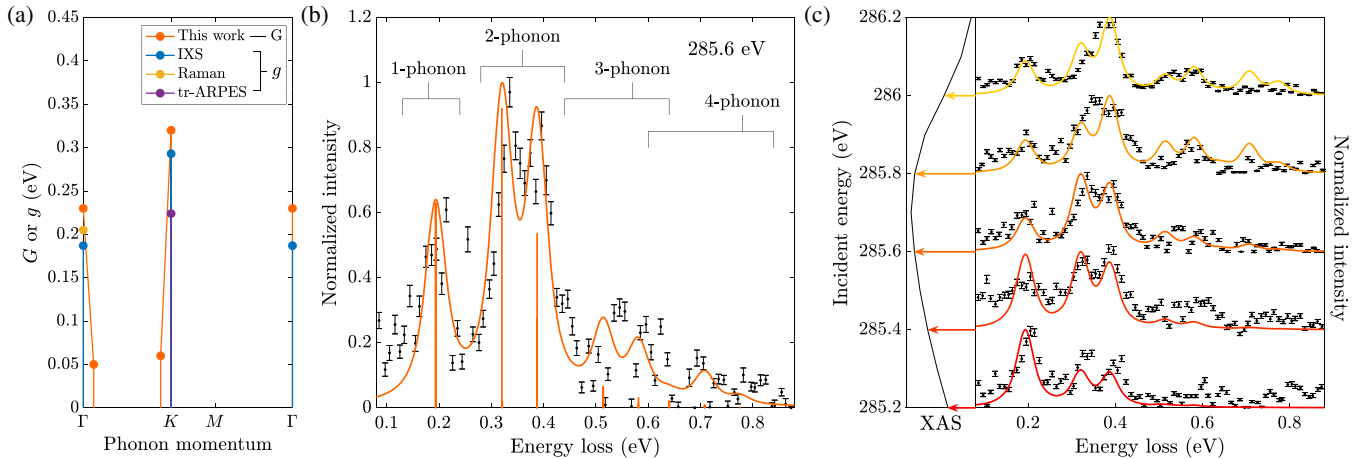 (a)
0.45
0.4
0.35
0.3
0.25
0.2
0.15
0.1
0.05
0
G or g (eV)
This work — G
IXS
Raman
tr-ARPES
g
Γ K M Γ
Phonon momentum
(b)
285.6 eV
1-phonon
2-phonon
3-phonon
4-phonon
1.2
1
0.8
0.6
0.4
0.2
0
Normalized intensity
0.1 0.2 0.3 0.4 0.5 0.6 0.7 0.8
Energy loss (eV)
(c)
286.2
286
285.8
285.6
285.4
285.2
Incident energy (eV)
Normalized intensity
XAS
0.2 0.4 0.6 0.8
Energy loss (eV)